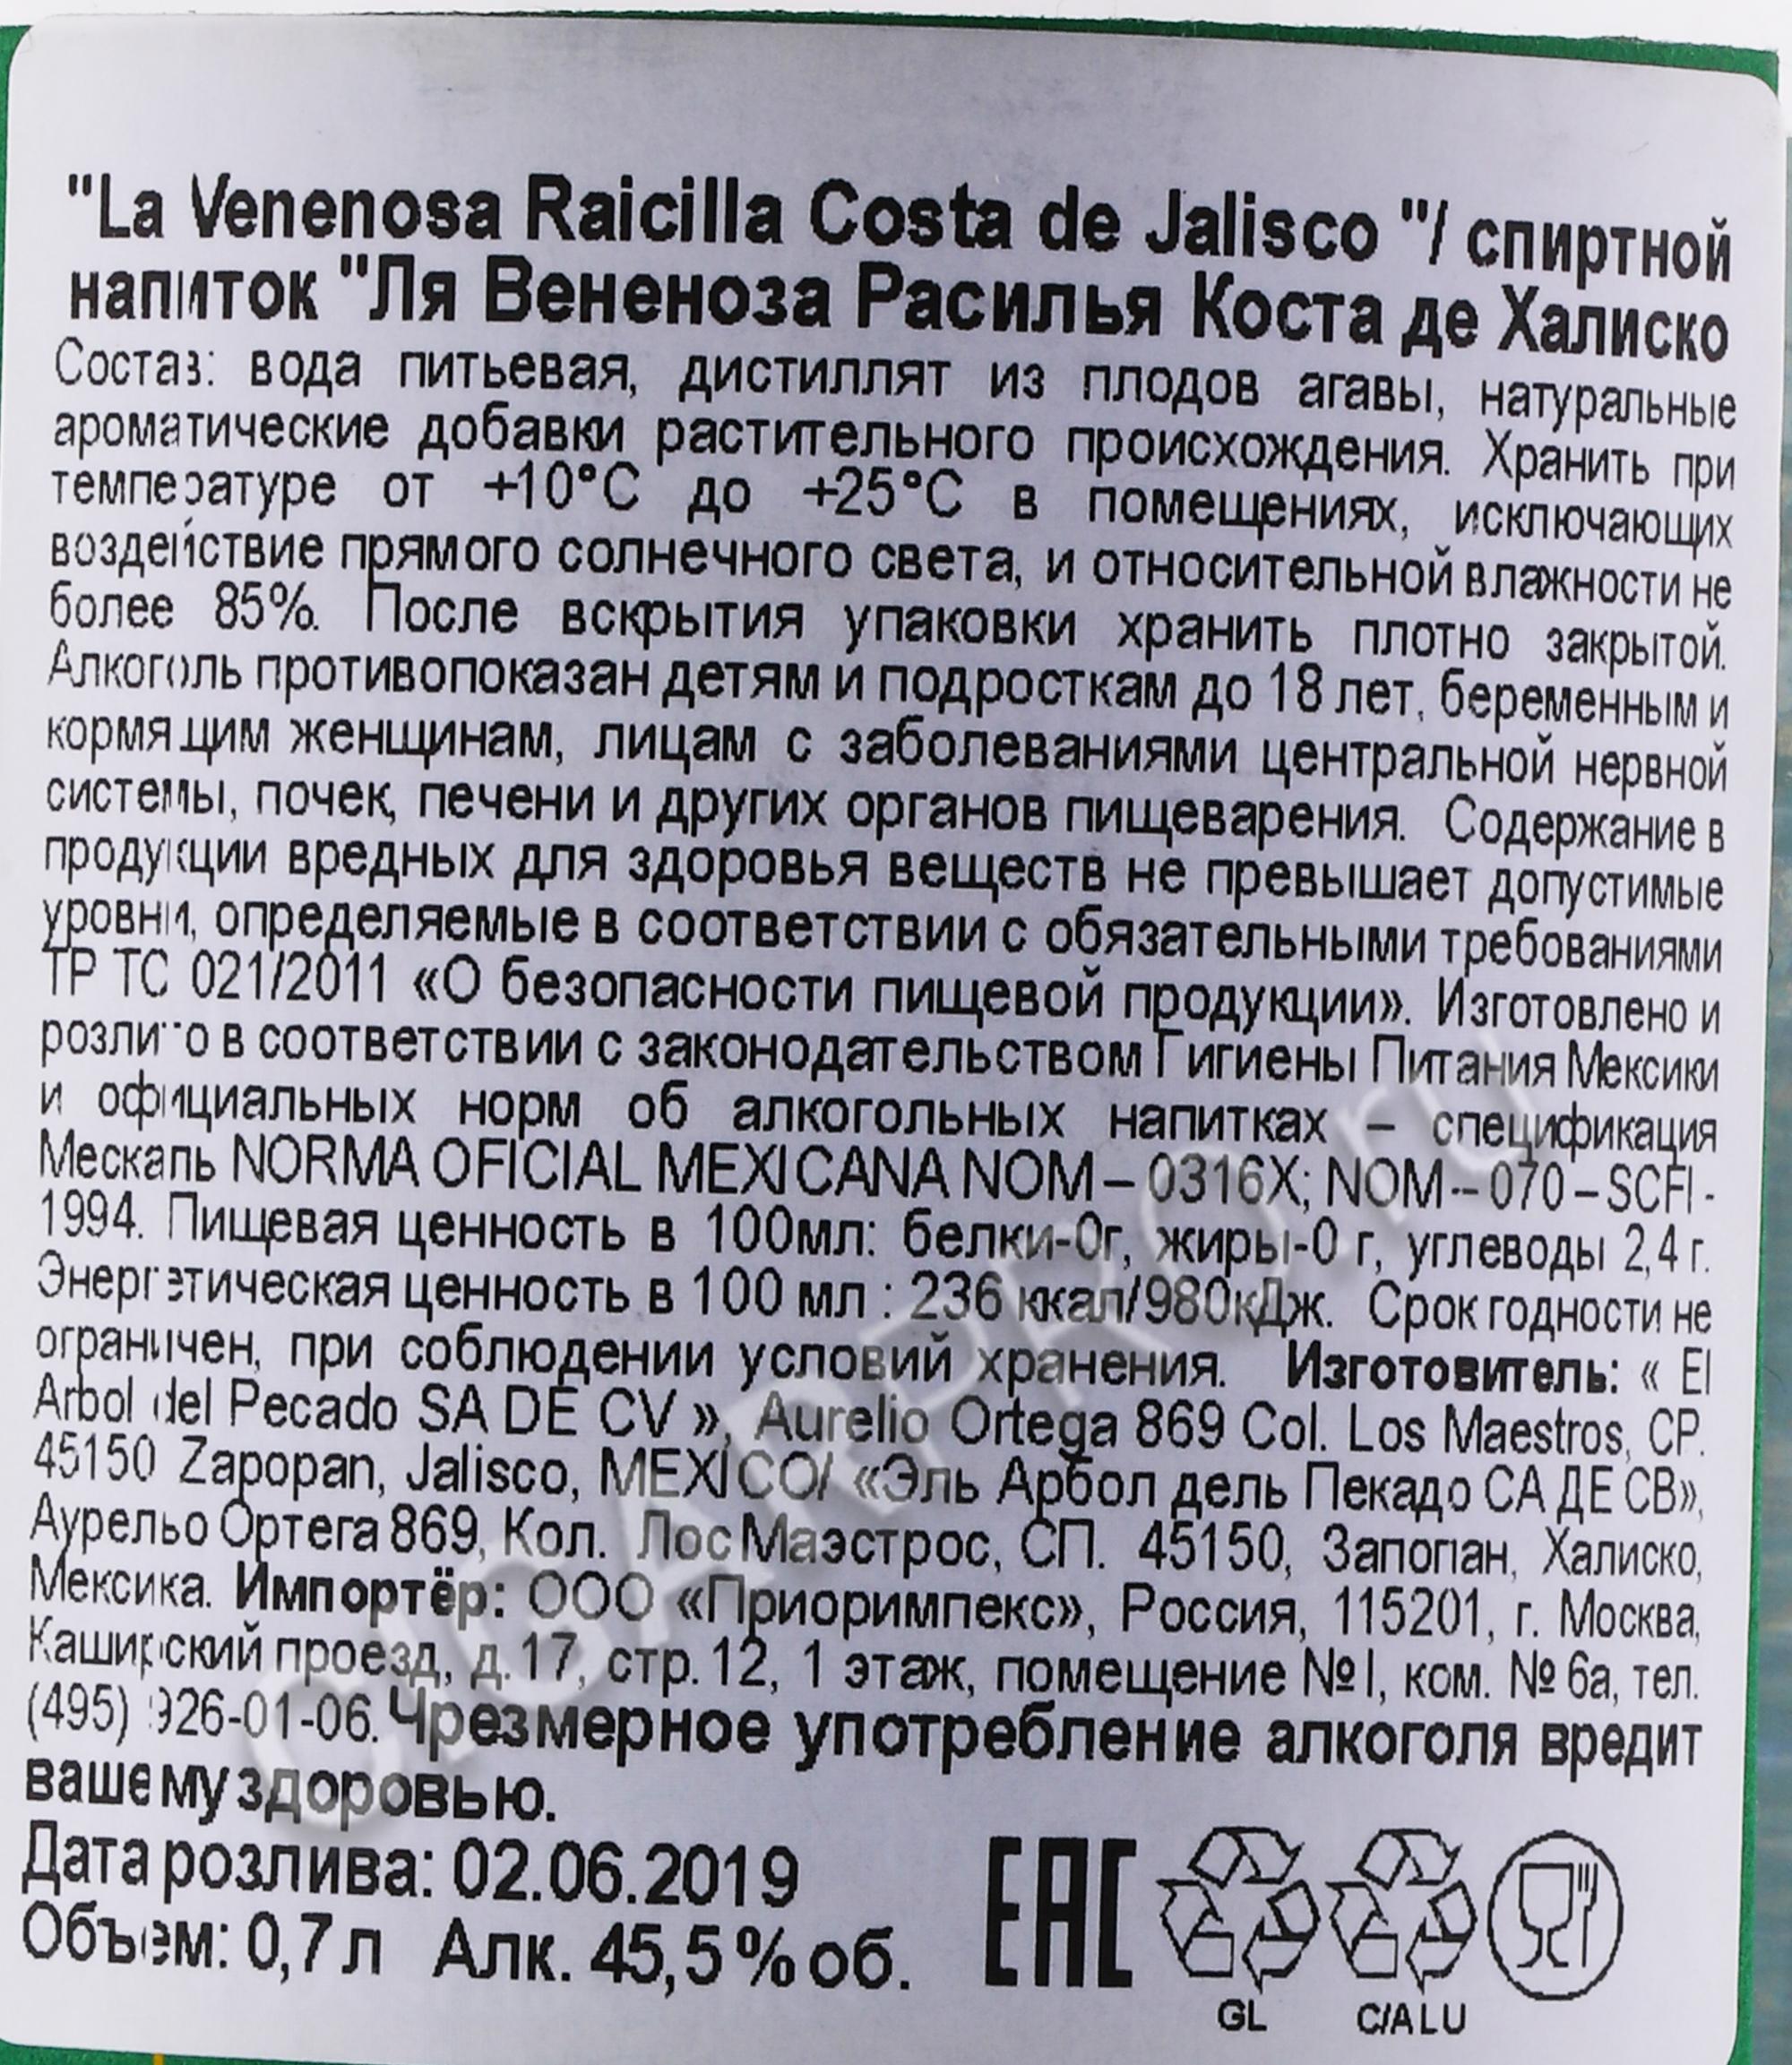 "La Venenosa Raicilla Costa de Jalisco "/ спиртной
напиток "Ля Вененоза Расилья Коста де Халиско
Состав: вода питьевая, дистиллят из плодов агавы, натуральные
ароматические добавки растительного происхождения. Хранить при
температуре от +10°С до +25°С в помещениях, исключающих
воздействие прямого солнечного света, и относительной влажности не
более 85%. После вскрытия упаковки хранить плотно закрытой.
Алкоголь противопоказан детям и подросткам до 18 лет, беременным и
кормящим женщинам, лицам с заболеваниями центральной нервной
системы, почек, печени и других органов пищеварения. Содержание в
продукции вредных для здоровья веществ не превышает допустимые
уровни, определяемые в соответствии с обязательными требованиями
ТР ТС 021/2011 «О безопасности пищевой продукции». Изготовлено и
розлито в соответствии с законодательством Гигиены Питания Мексики
и официальных норм об алкогольных напитках – спецификация
Мескаль NORMA OFICIAL MEXICANA NOM – 0316X; NOM – 070 – SCFI -
1994. Пищевая ценность в 100мл: белки-0г, жиры-0 г, углеводы 2,4 г.
Энергетическая ценность в 100 мл : 236 ккал/980кДж. Срок годности не
ограничен, при соблюдении условий хранения. Изготовитель: « El
Arbol del Pecado SA DE CV », Aurelio Ortega 869 Col. Los Maestros, CP.
45150 Zapopan, Jalisco, MEXICO/ «Эль Арбол дель Пекадо СА ДЕ СВ»,
Аурельо Ортега 869, Кол. Лос Маэстрос, СП. 45150, Запопан, Халиско,
Мексика. Импортёр: ООО «Приоримпекс», Россия, 115201, г. Москва,
Каширский проезд, д. 17, стр. 12, 1 этаж, помещение №I, ком. № 6а, тел.
(495) 926-01-06. Чрезмерное употребление алкоголя вредит
вашему здоровью.
Дата розлива: 02.06.2019
Объем: 0,7 л Алк. 45,5 % об.
EAC
GL C/ALU
CIGARPRO.ru